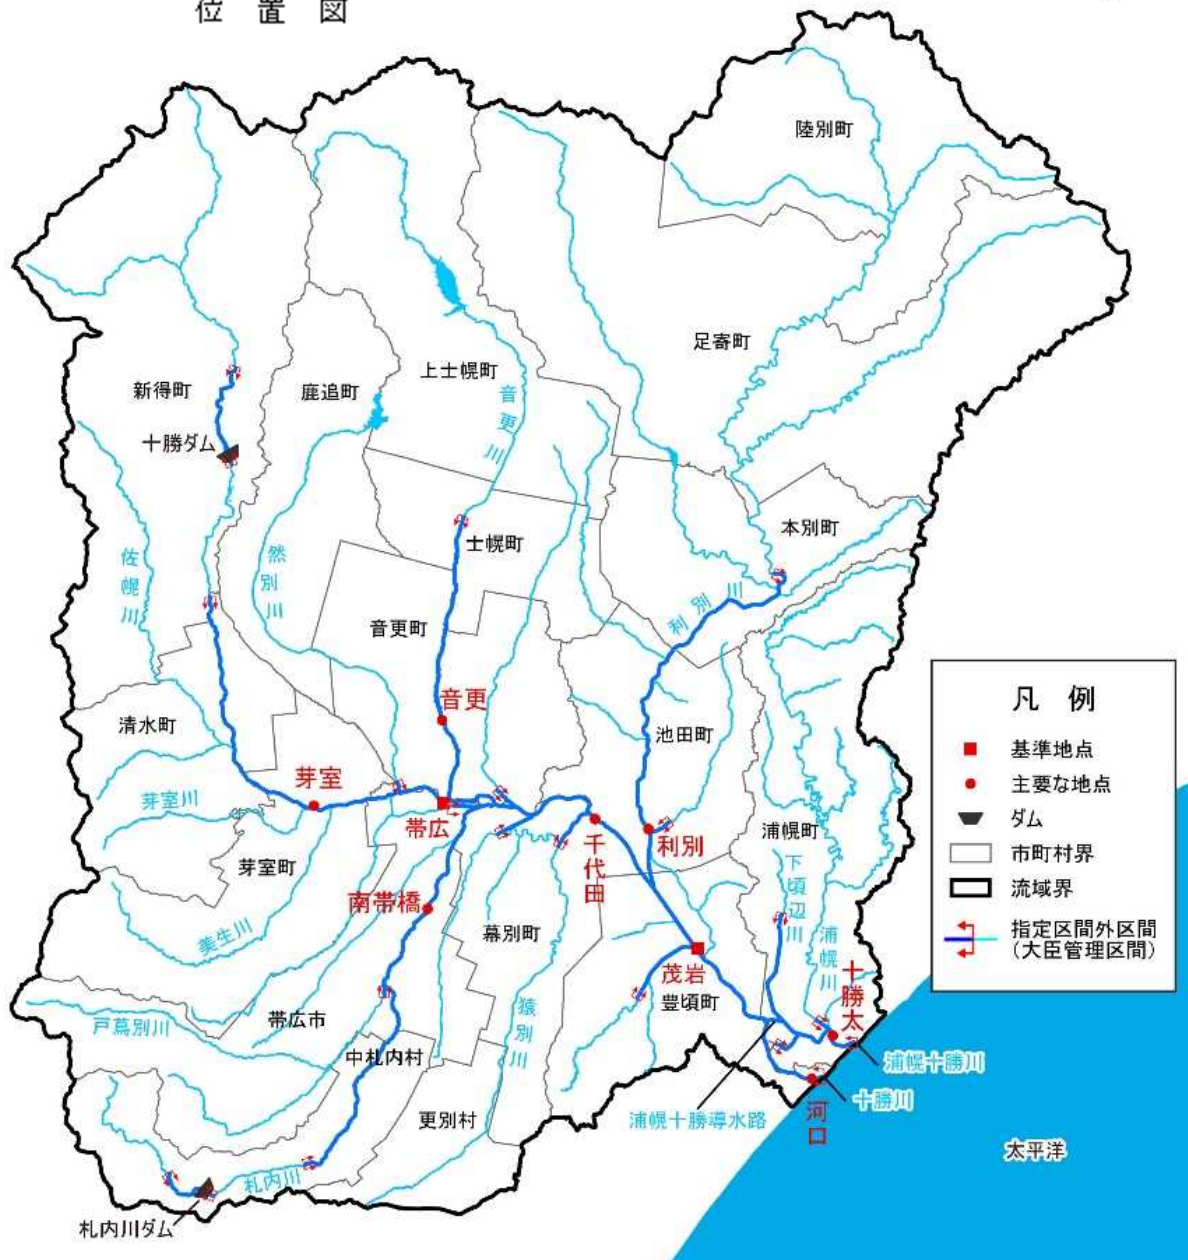 位置図
陸別町
足寄町
上士幌町
新得町
鹿追町
音更川
十勝ダム
本別町
士幌町
佐幌川
然別川
利別川
音更町
音更
清水町
池田町
芽室
芽室川
帯広
利別
浦幌町
千代田
芽室町
下頃辺川
南帯橋
美生川
幕別町
浦幌川
茂岩
十勝太
豊頃町
猿別川
帯広市
戸蔦別川
中札内村
浦幌十勝川
十勝川
更別村
浦幌十勝導水路
河口
太平洋
札内川
札内川ダム
凡例
基準地点
主要な地点
ダム
市町村界
流域界
指定区間外区間
(大臣管理区間)